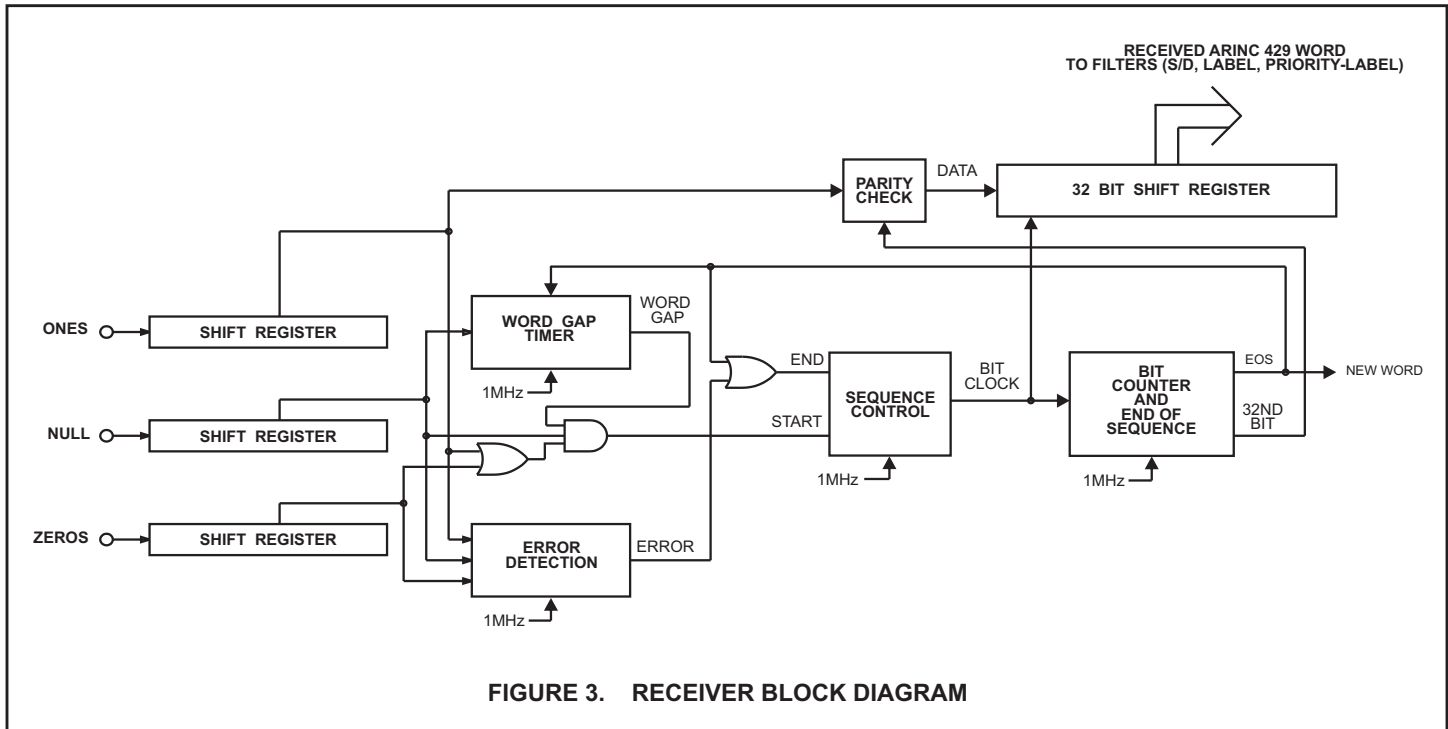 RECEIVED ARINC 429 WORD
TO FILTERS (S/D, LABEL, PRIORITY-LABEL)
PARITY
CHECK
DATA
32 BIT SHIFT REGISTER
ONES
SHIFT REGISTER
WORD GAP
TIMER
WORD
GAP
1MHz
END
SEQUENCE
CONTROL
START
1MHz
BIT
CLOCK
BIT
COUNTER
AND
END OF
SEQUENCE
EOS
NEW WORD
32ND
BIT
1MHz
NULL
SHIFT REGISTER
ZEROS
SHIFT REGISTER
ERROR
DETECTION
ERROR
1MHz
FIGURE 3. RECEIVER BLOCK DIAGRAM